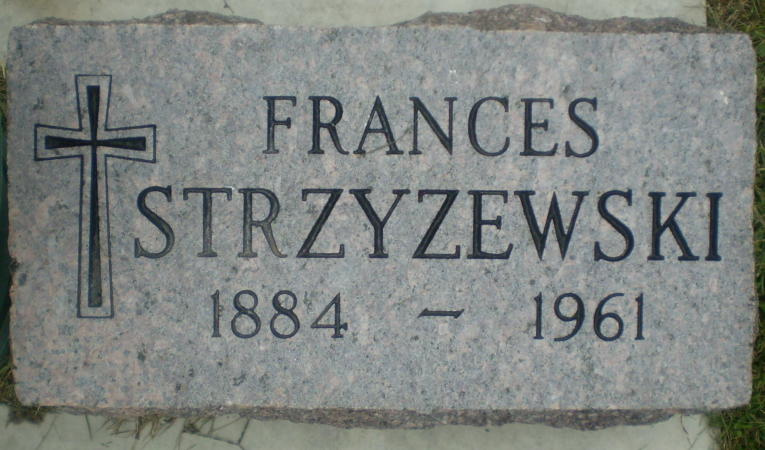 FRANCES
STRZYZEWSKI
1884 - 1961